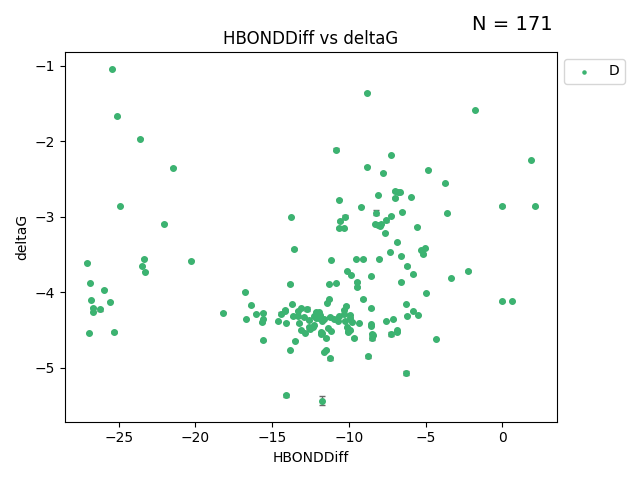 N = 171
HBONDDiff vs deltaG
D
−1
−2
−3
−4
−5
deltaG
−25 −20 −15 −10 −5 0
HBONDDiff